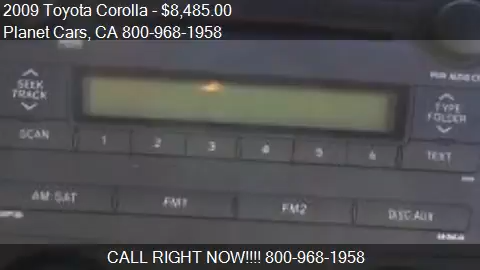 2009 Toyota Corolla - $8,485.00
Planet Cars, CA 800-968-1958
FOR AUDIO
SEEK
TRACK
TYPE
FOLDER
SCAN
1 2 3 4 5 6
TEXT
AM·SAT
FM1
FM2
DISC·AUX
CALL RIGHT NOW!!!! 800-968-1958